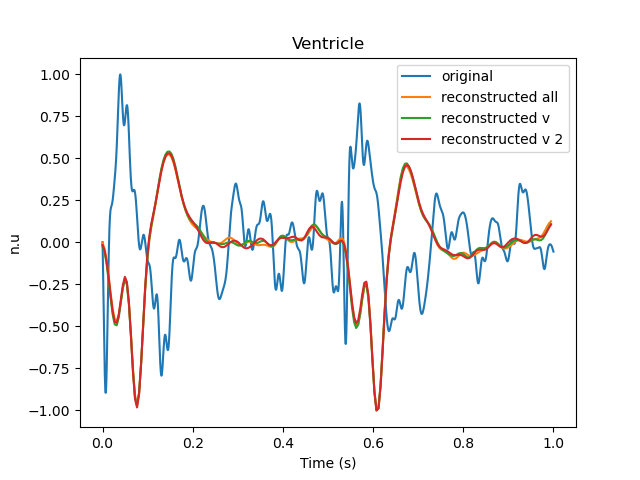 Ventricle
original
reconstructed all
reconstructed v
reconstructed v 2
n.u
1.00
0.75
0.50
0.25
0.00
−0.25
−0.50
−0.75
−1.00
0.0 0.2 0.4 0.6 0.8 1.0
Time (s)